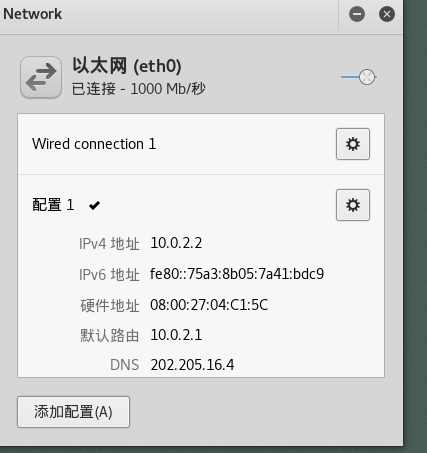 Network
以太网 (eth0)
已连接 - 1000 Mb/秒
Wired connection 1
配置 1
IPv4 地址 10.0.2.2
IPv6 地址 fe80::75a3:8b05:7a41:bdc9
硬件地址 08:00:27:04:C1:5C
默认路由 10.0.2.1
DNS 202.205.16.4
添加配置(A)